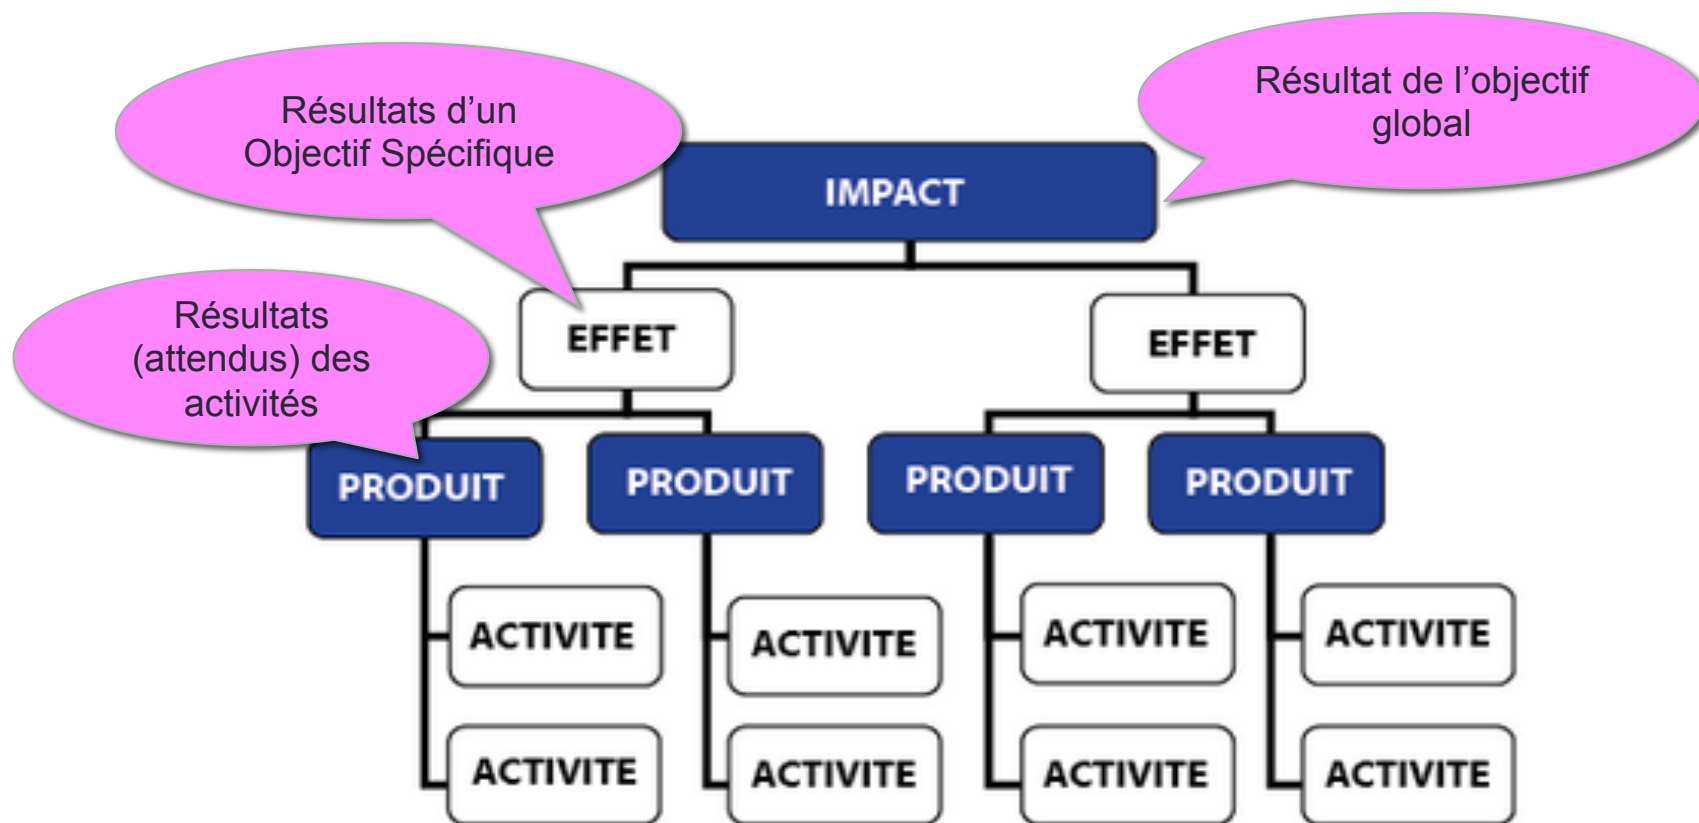 Résultats d’un
Objectif Spécifique
Résultat de l’objectif
global
IMPACT
Résultats
(attendus) des
activités
EFFET
EFFET
PRODUIT
PRODUIT
PRODUIT
PRODUIT
ACTIVITE
ACTIVITE
ACTIVITE
ACTIVITE
ACTIVITE
ACTIVITE
ACTIVITE
ACTIVITE